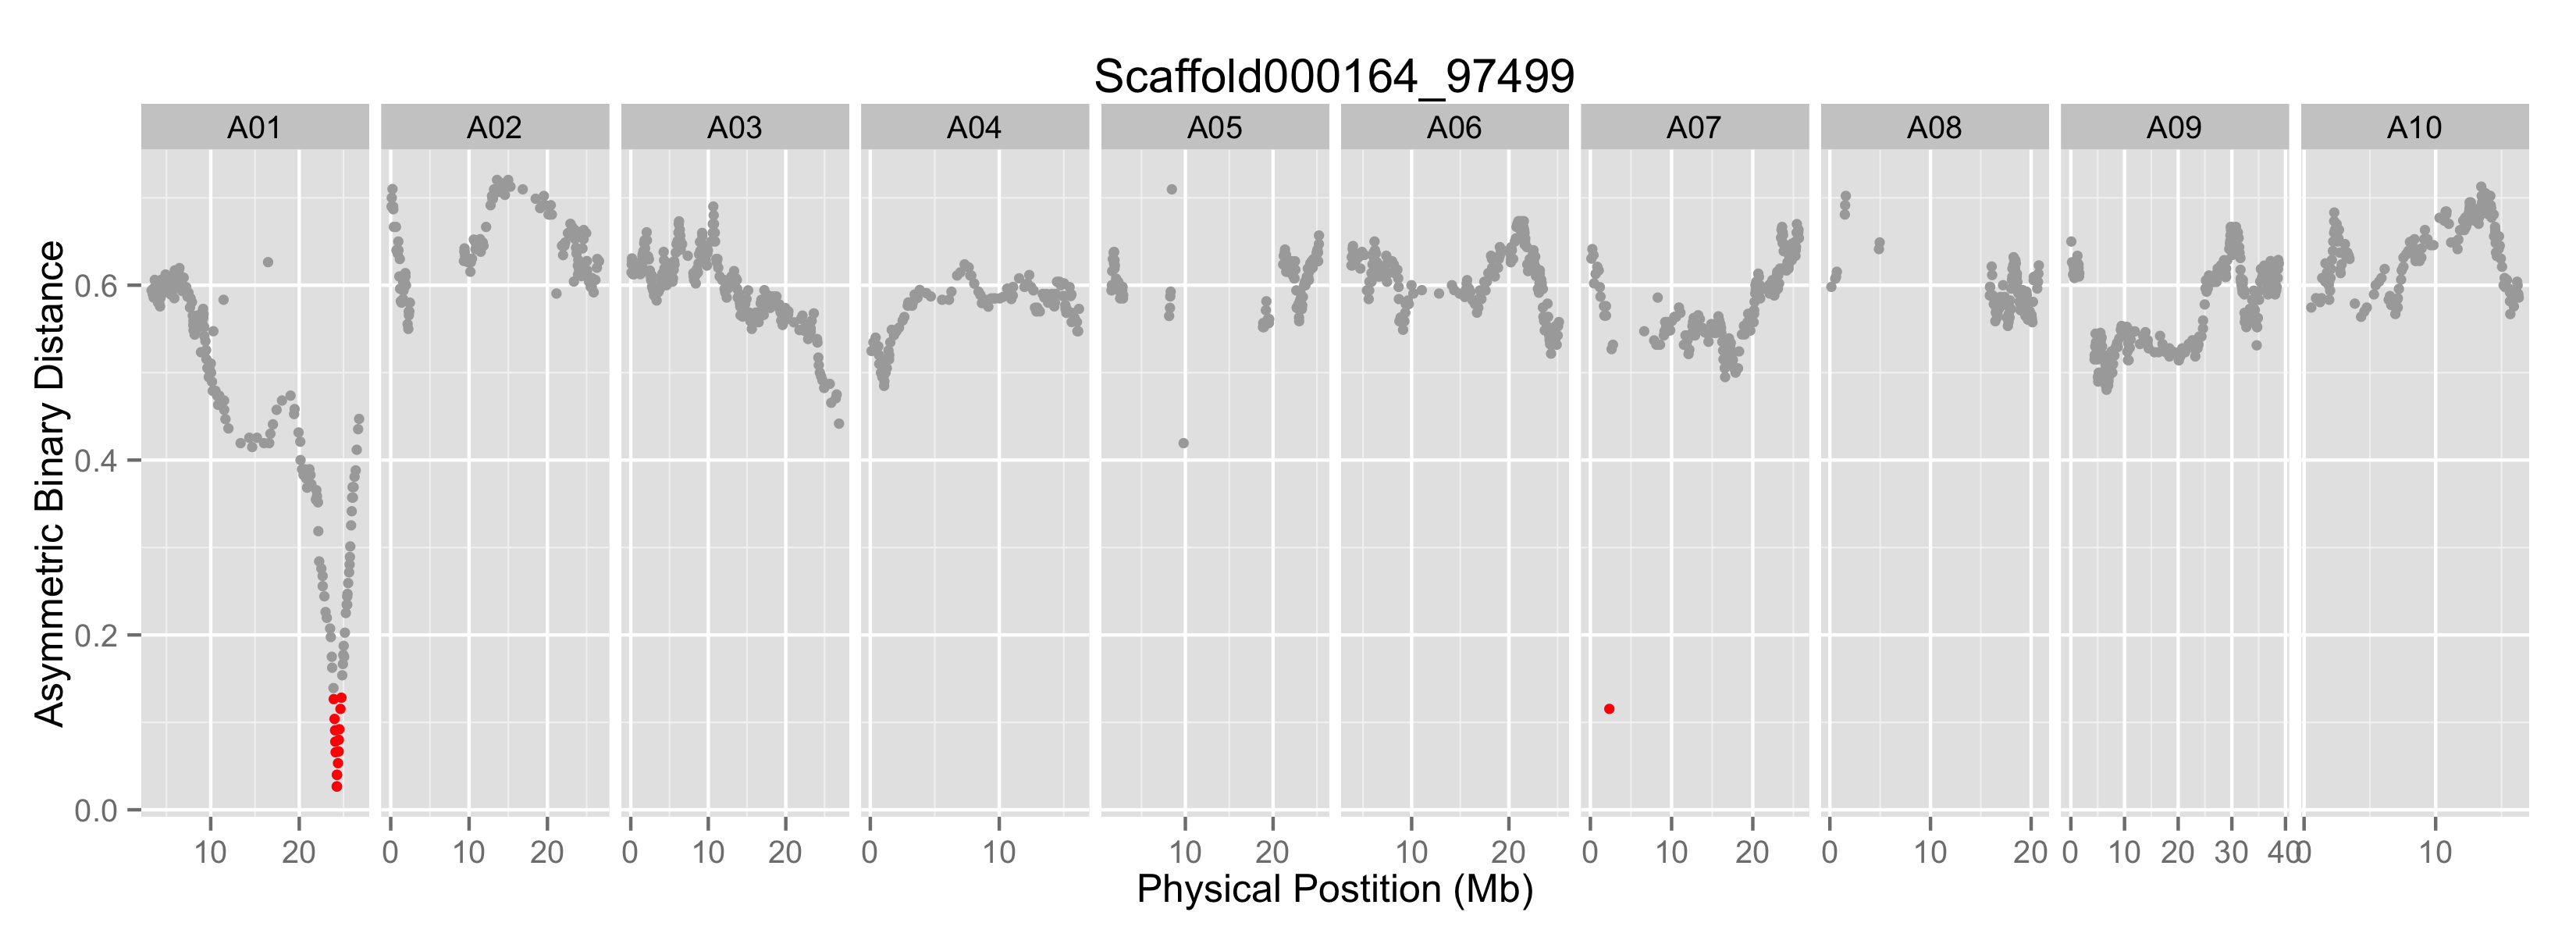 Scaffold000164_97499
A01 A02 A03 A04 A05 A06 A07 A08 A09 A10
Asymmetric Binary Distance
0.6
0.4
0.2
0.0
10 20 0 10 20 0 10 20 0 10 10 20 10 20 0 10 20 0 10 20 0 10 20 30 40 0 10
Physical Postition (Mb)